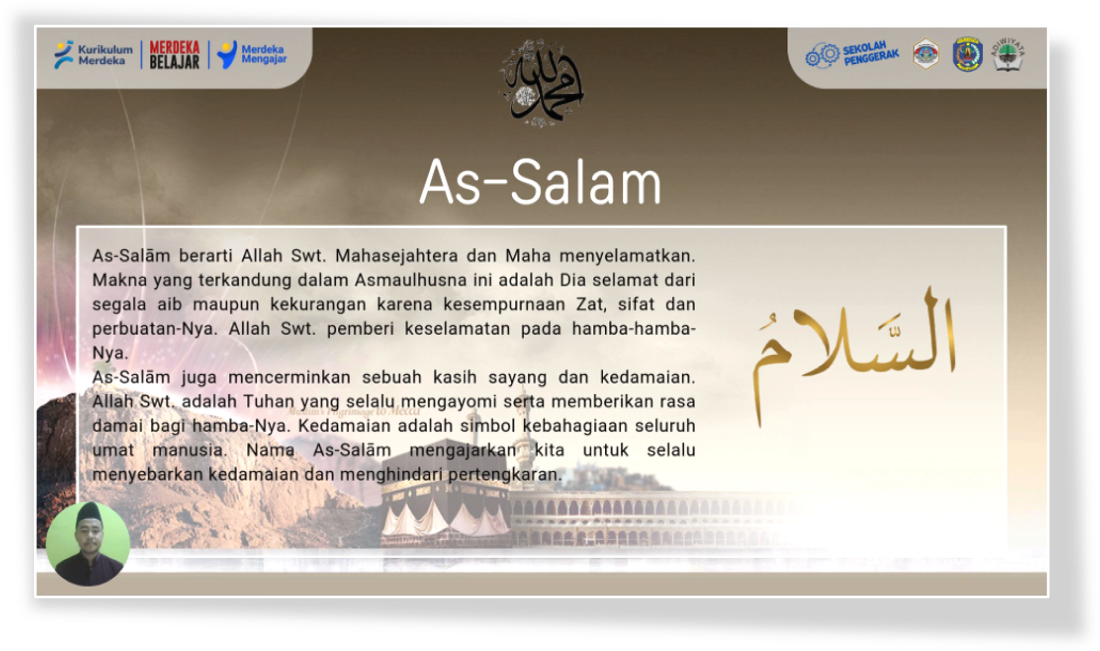 Kurikulum
Merdeka
MERDEKA
BELAJAR
Merdeka
Mengajar
SEKOLAH
PENGGERAK
ADIWIYATA
As-Salam
As-Salām berarti Allah Swt. Mahasejahtera dan Maha menyelamatkan.
Makna yang terkandung dalam Asmaulhusna ini adalah Dia selamat dari
segala aib maupun kekurangan karena kesempurnaan Zat, sifat dan
perbuatan-Nya. Allah Swt. pemberi keselamatan pada hamba-hamba-
Nya.
As-Salām juga mencerminkan sebuah kasih sayang dan kedamaian.
Allah Swt. adalah Tuhan yang selalu mengayomi serta memberikan rasa
damai bagi hamba-Nya. Kedamaian adalah simbol kebahagiaan seluruh
umat manusia. Nama As-Salām mengajarkan kita untuk selalu
menyebarkan kedamaian dan menghindari pertengkaran.
السَّلَامُ
Pilgrimage to Mecca